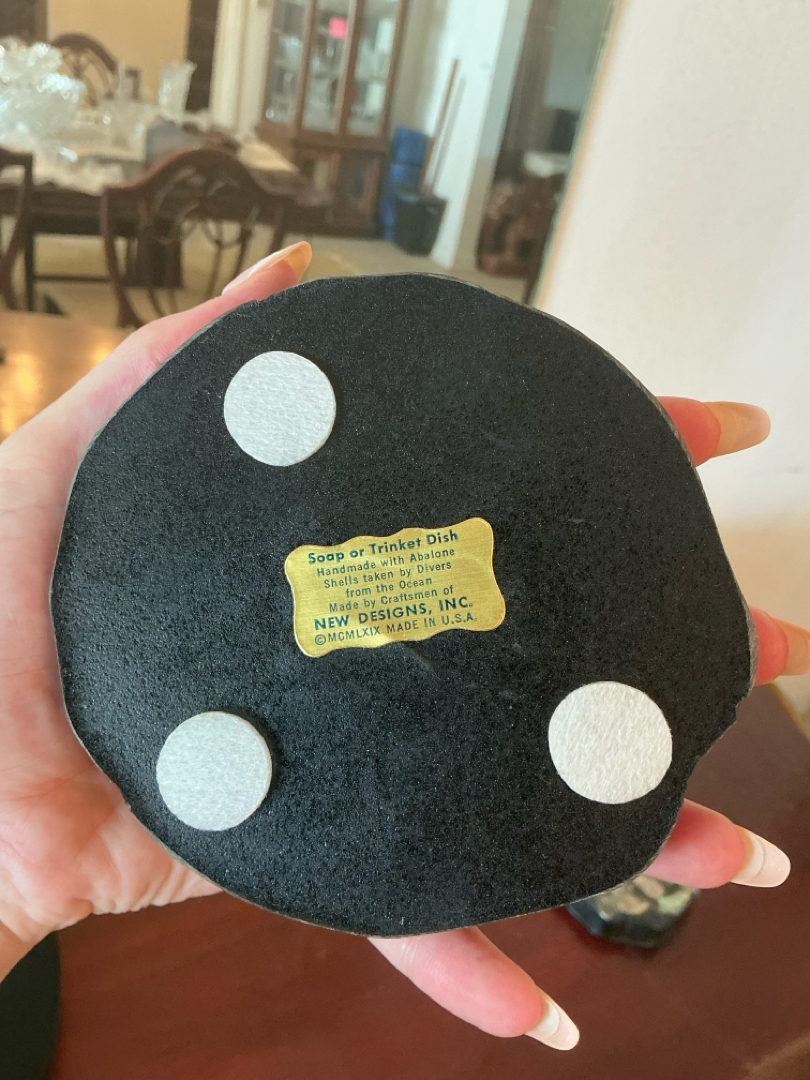 Soap or Trinket Dish
Handmade with Abalone
Shells taken by Divers
from the Ocean
Made by Craftsmen of
NEW DESIGNS, INC.
©MCMLXIX MADE IN U.S.A.